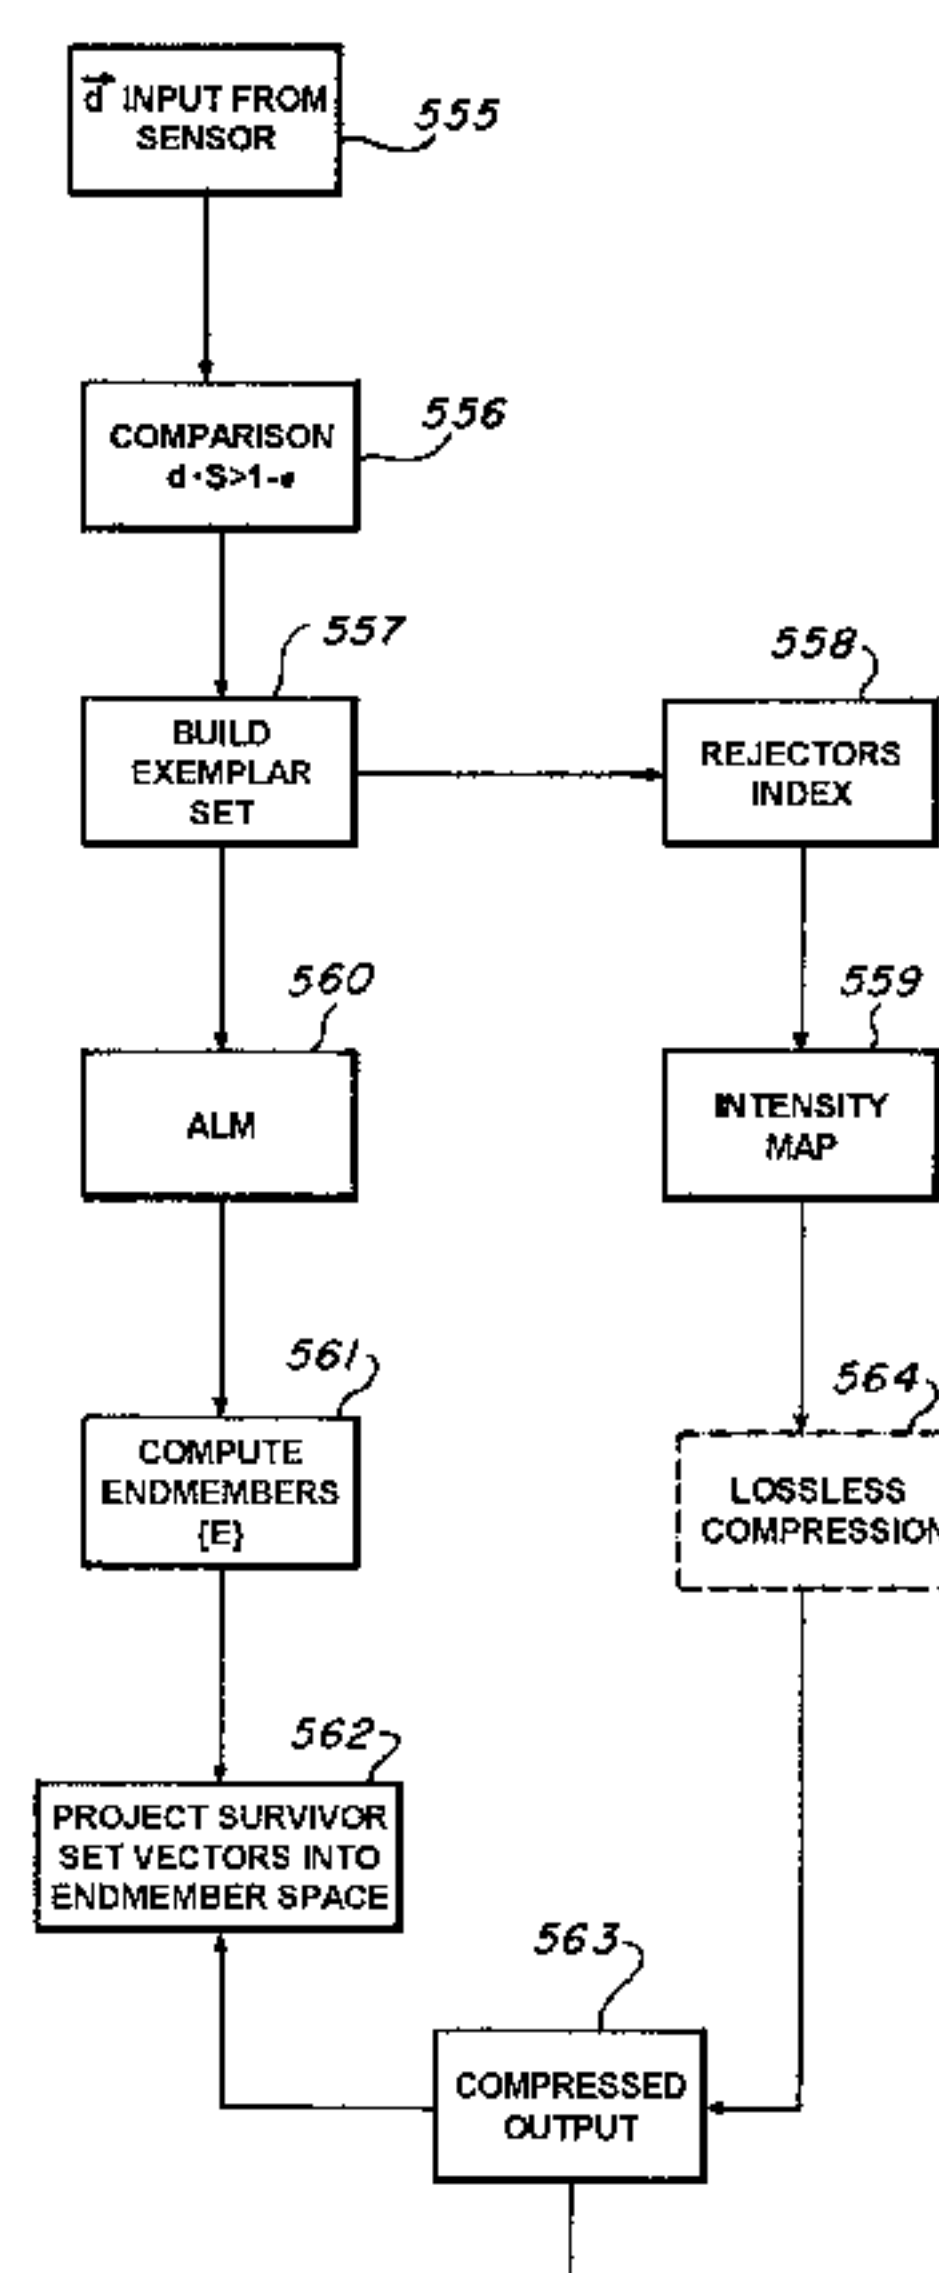 d INPUT FROM
SENSOR
555
COMPARISON
d·S>1-e
556
557
BUILD
EXEMPLAR
SET
558
REJECTORS
INDEX
560
ALM
559
INTENSITY
MAP
561
COMPUTE
ENDMEMBERS
{E}
564
LOSSLESS
COMPRESSION
562
PROJECT SURVIVOR
SET VECTORS INTO
ENDMEMBER SPACE
563
COMPRESSED
OUTPUT